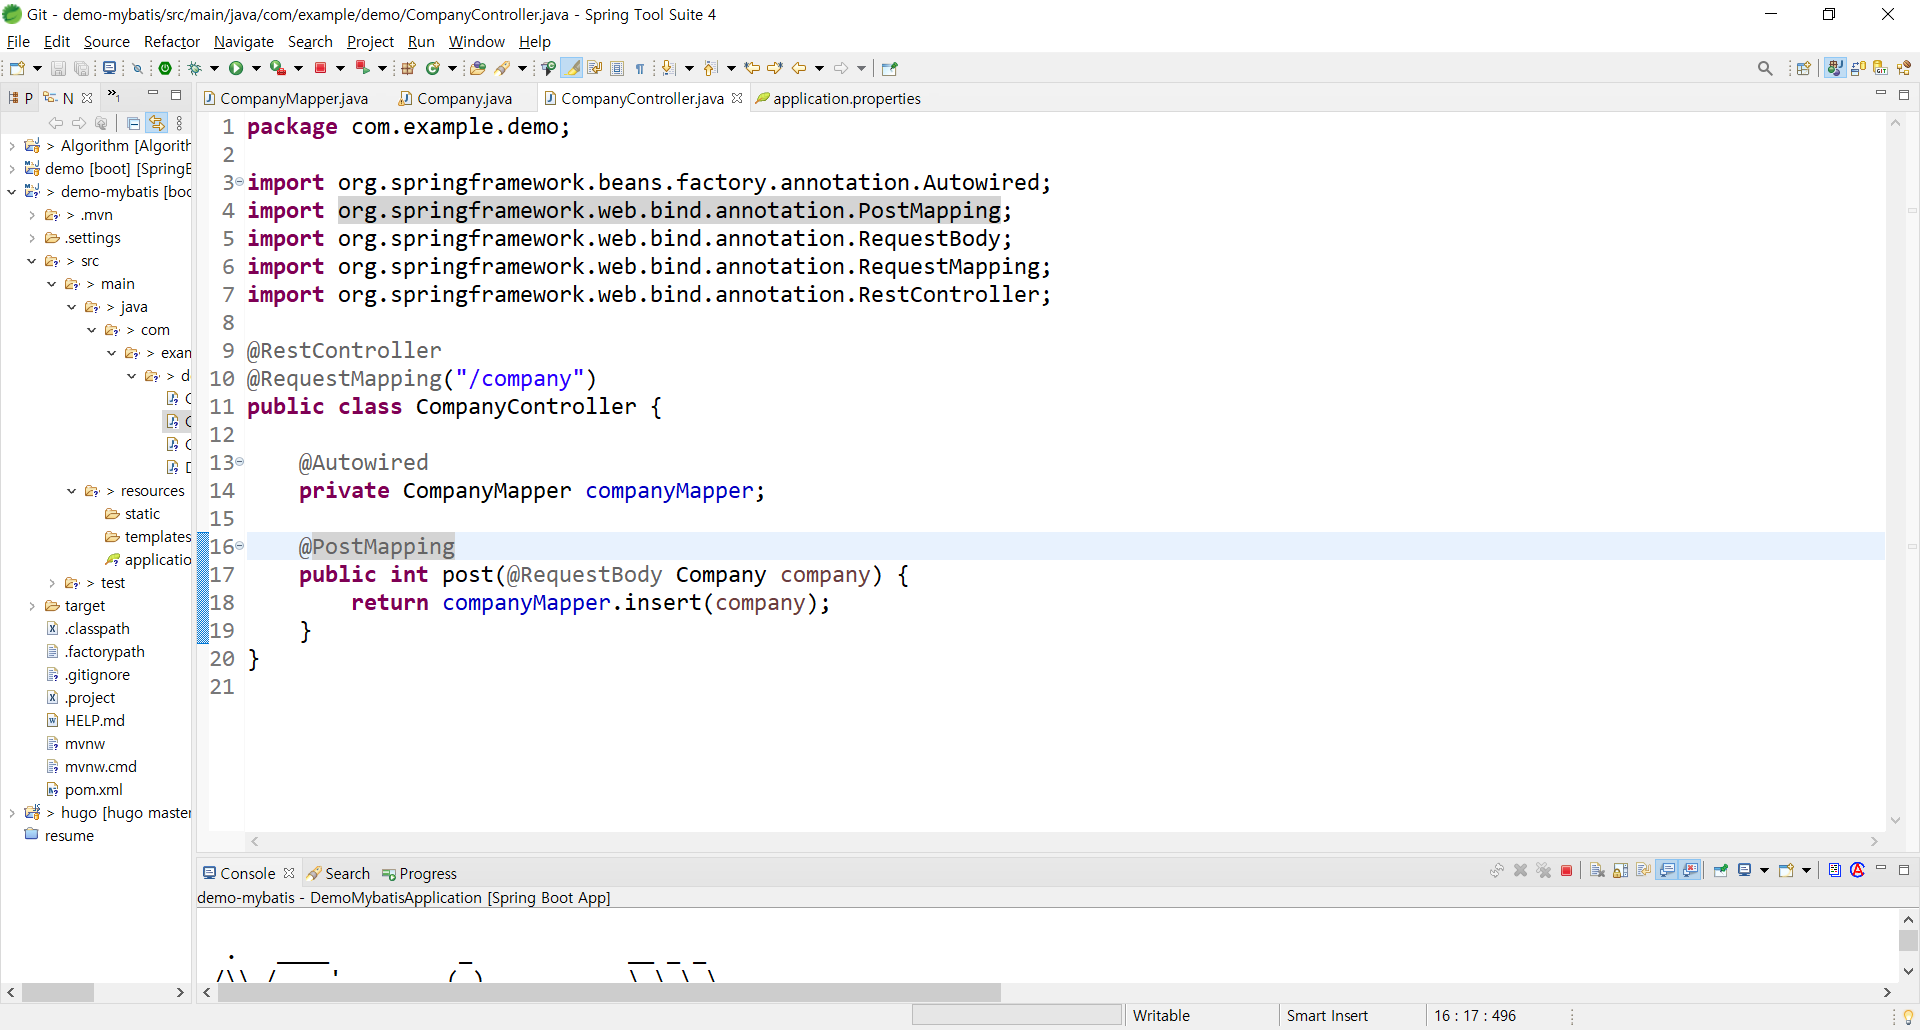 Git - demo-mybatis/src/main/java/com/example/demo/CompanyController.java - Spring Tool Suite 4
File Edit Source Refactor Navigate Search Project Run Window Help
P N
CompanyMapper.java Company.java CompanyController.java application.properties
> Algorithm [Algorith
demo [boot] [SpringB
> demo-mybatis [boo
> .mvn
.settings
> src
> main
> java
> com
> exam
> d
resources
static
templates
applicatio
> test
target
.classpath
.factorypath
.gitignore
.project
HELP.md
mvnw
mvnw.cmd
pom.xml
> hugo [hugo master
resume
1 package com.example.demo;
2
3 import org.springframework.beans.factory.annotation.Autowired;
4 import org.springframework.web.bind.annotation.PostMapping;
5 import org.springframework.web.bind.annotation.RequestBody;
6 import org.springframework.web.bind.annotation.RequestMapping;
7 import org.springframework.web.bind.annotation.RestController;
8
9 @RestController
10 @RequestMapping("/company")
11 public class CompanyController {
12
13 @Autowired
14 private CompanyMapper companyMapper;
15
16 @PostMapping
17 public int post(@RequestBody Company company) {
18 return companyMapper.insert(company);
19 }
20 }
21
Console Search Progress
demo-mybatis - DemoMybatisApplication [Spring Boot App]
Writable Smart Insert 16 : 17 : 496